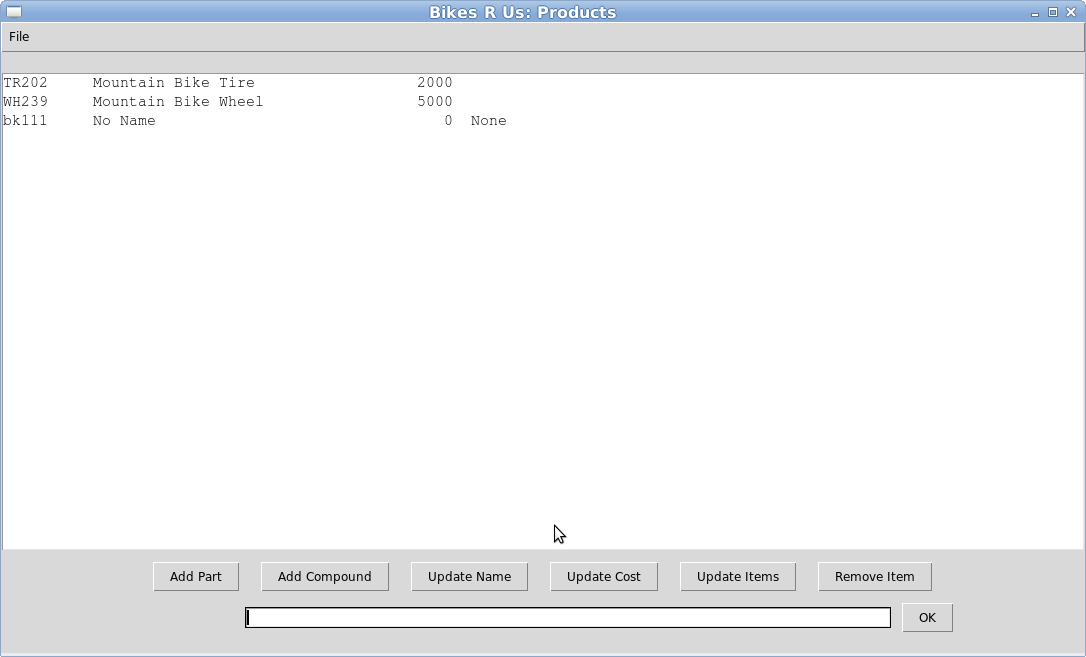 Bikes R Us: Products
File
TR202 Mountain Bike Tire 2000
WH239 Mountain Bike Wheel 5000
bk111 No Name 0 None
Add Part Add Compound Update Name Update Cost Update Items Remove Item
OK